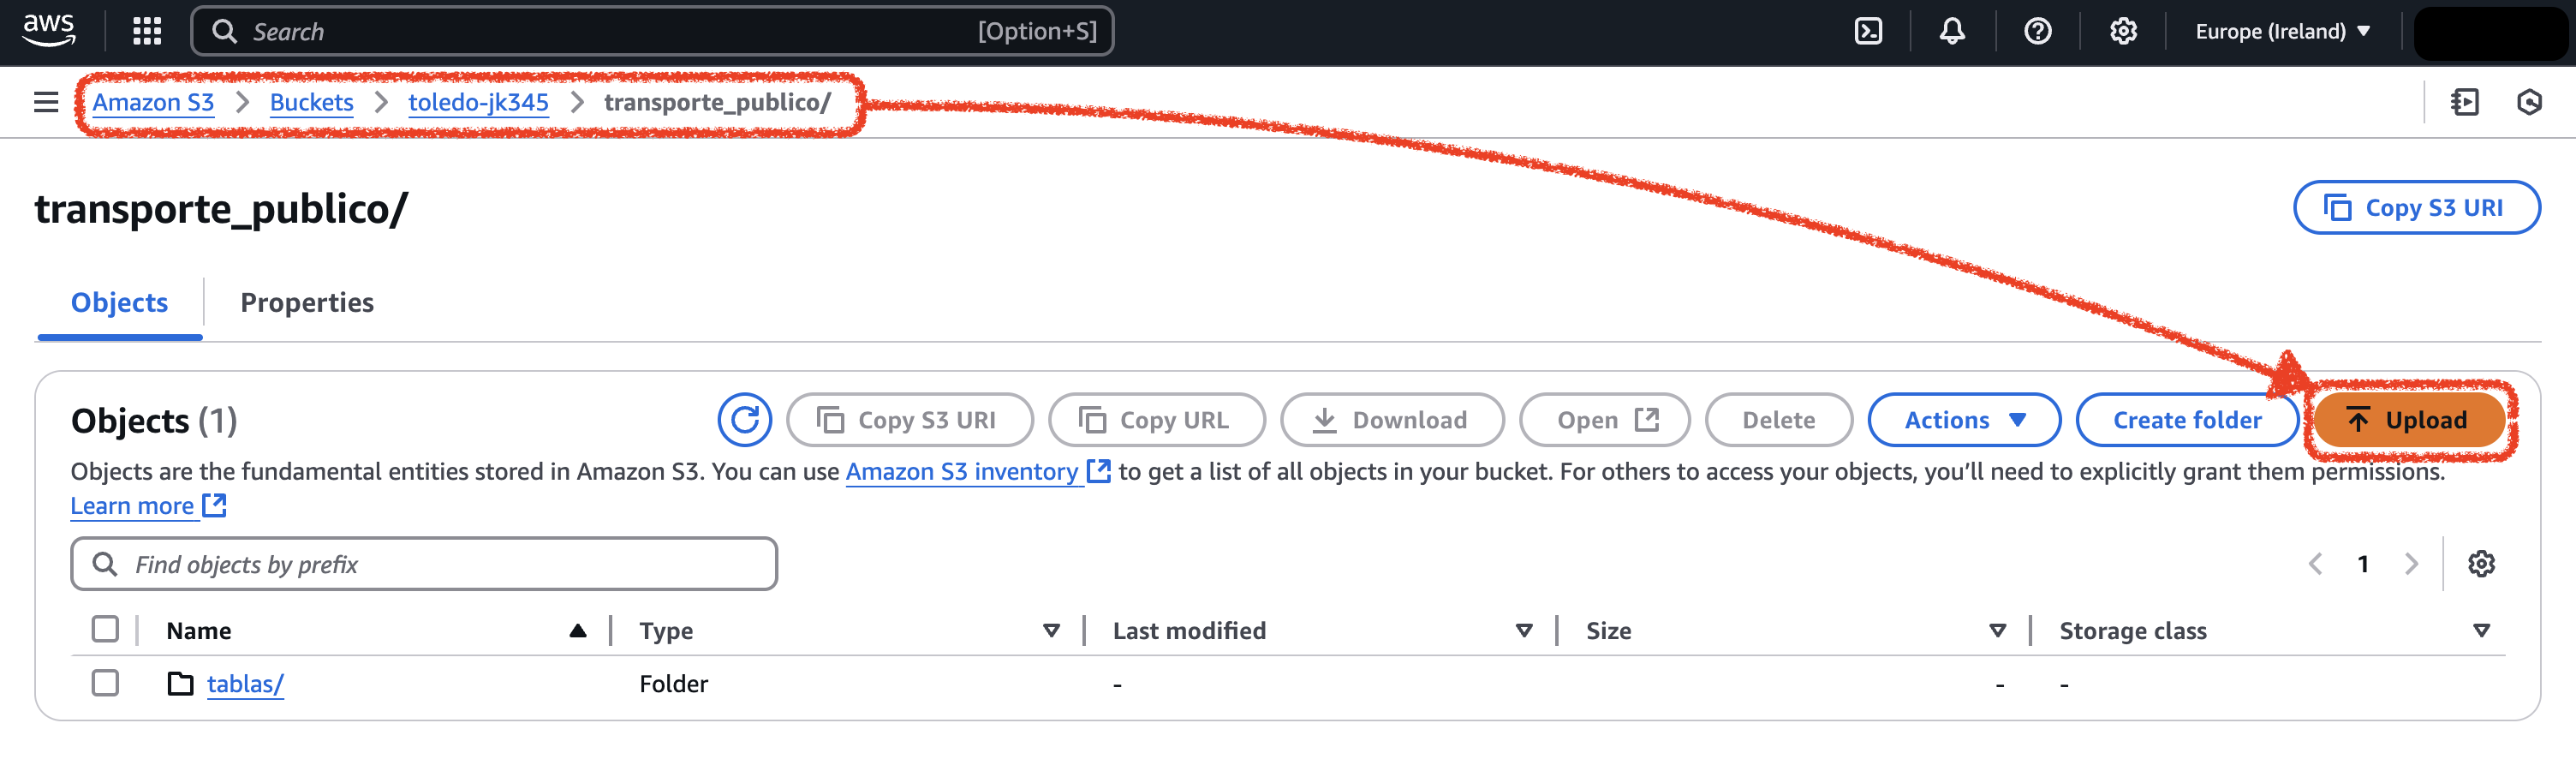 aws Search [Option+S] Europe (Ireland)
Amazon S3 Buckets toledo-jk345 transporte_publico/
transporte_publico/ Copy S3 URI
Objects Properties
Objects (1) Copy S3 URI Copy URL Download Open Delete Actions Create folder Upload
Objects are the fundamental entities stored in Amazon S3. You can use Amazon S3 inventory to get a list of all objects in your bucket. For others to access your objects, you’ll need to explicitly grant them permissions.
Learn more
Find objects by prefix 1
Name Type Last modified Size Storage class
tablas/ Folder - - -